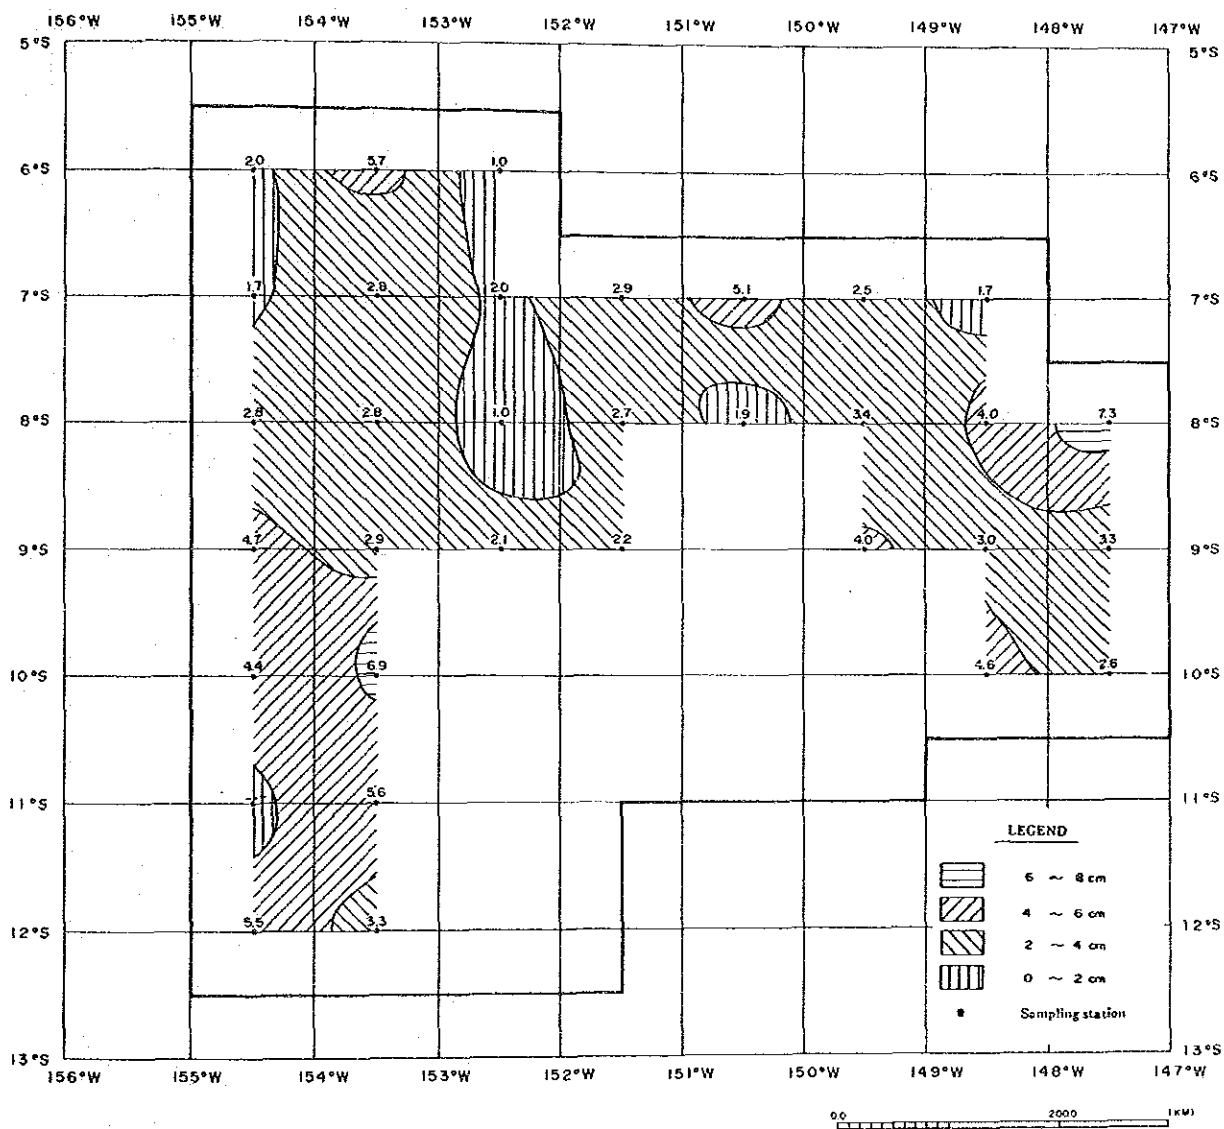 156°W 155°W 154°W 153°W 152°W 151°W 150°W 149°W 148°W 147°W
5°S 5°S
2.0 5.7 1.0
6°S 6°S
1.7 2.8 2.0 2.9 5.1 2.5 1.7
7°S 7°S
2.8 2.8 1.0 2.7 1.9 3.4 4.0 7.3
8°S 8°S
4.7 2.9 2.1 2.2 4.0 3.0 3.3
9°S 9°S
4.4 6.9 4.6 2.6
10°S 10°S
5.6
11°S 11°S
LEGEND
6 ~ 8 cm
4 ~ 6 cm
2 ~ 4 cm
0 ~ 2 cm
Sampling station
5.5 3.3
12°S 12°S
13°S 13°S
156°W 155°W 154°W 153°W 152°W 151°W 150°W 149°W 148°W 147°W
0.0 2000 (KM)